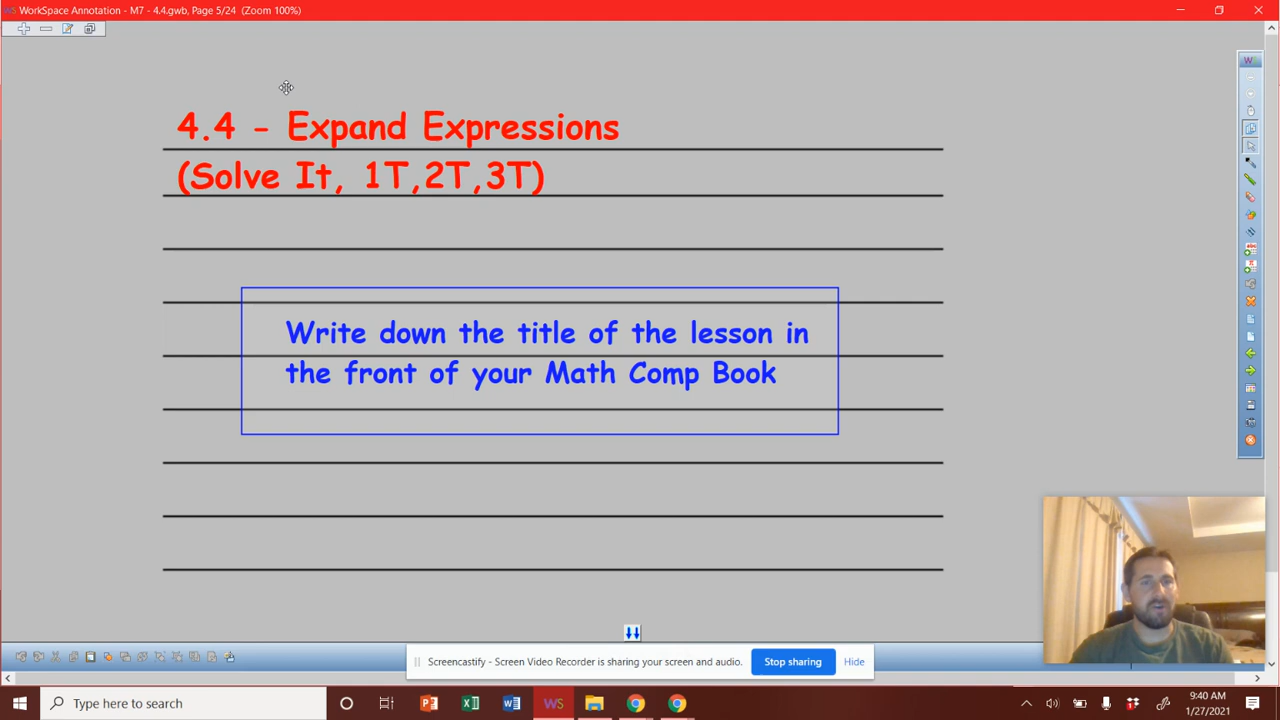 WorkSpace Annotation - M7 - 4.4.gwb, Page 5/24 (Zoom 100%)
4.4 - Expand Expressions
(Solve It, 1T,2T,3T)
Write down the title of the lesson in
the front of your Math Comp Book
Screencastify - Screen Video Recorder is sharing your screen and audio.
Stop sharing
Hide
Type here to search
9:40 AM
1/27/2021